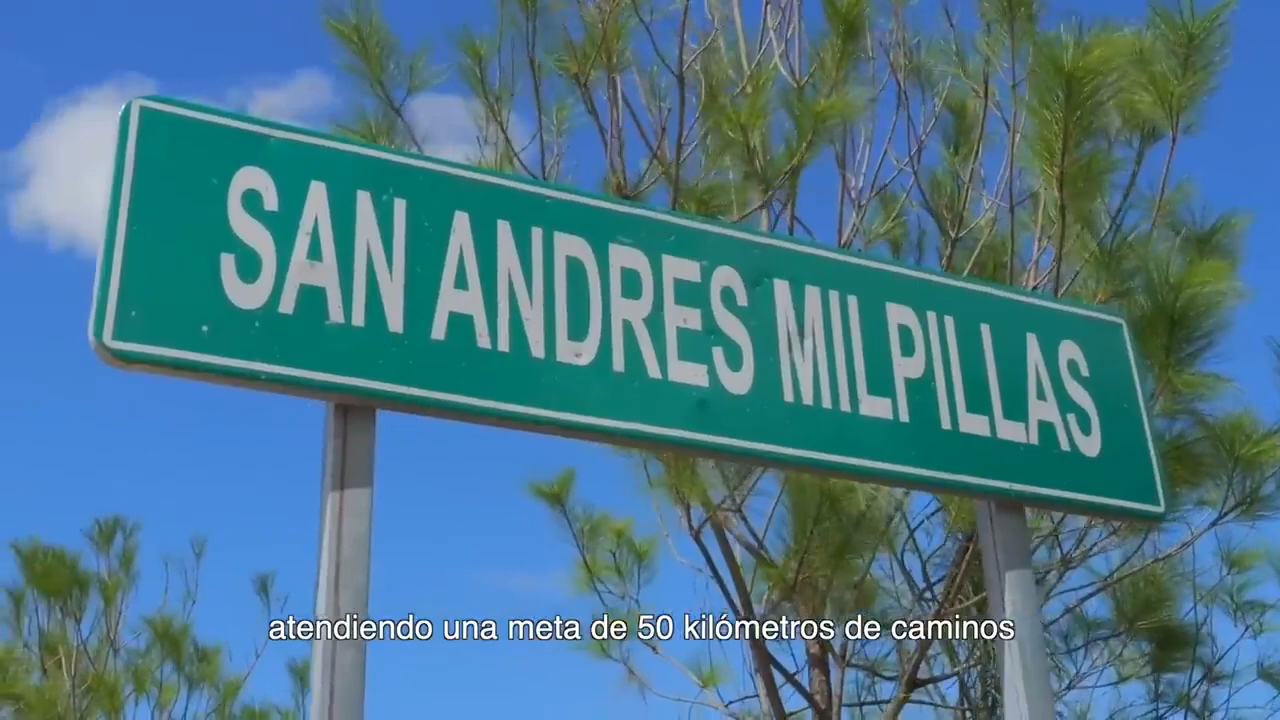 SAN ANDRES MILPILLAS
atendiendo una meta de 50 kilómetros de caminos